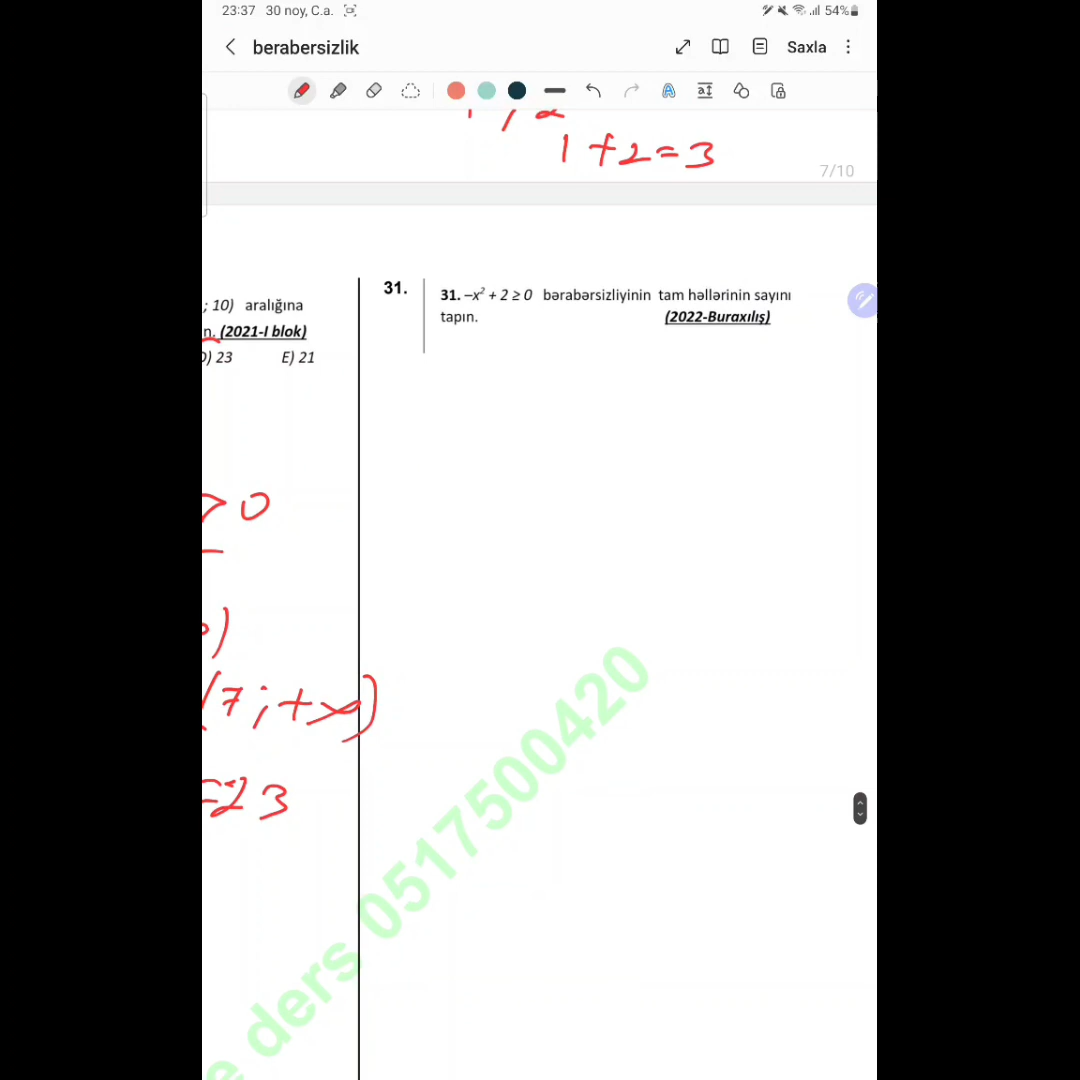 23:37 30 noy, C.a. 54%
berabersizlik
Saxla
1 + 2 = 3
7/10
; 10) aralığına
n. (2021-I blok)
D) 23 E) 21
> 0
(7 ; +∞)
=23
31.
31. –x² + 2 ≥ 0 bərabərsizliyinin tam həllərinin sayını
tapın. (2022-Buraxılış)
e ders 0517500420